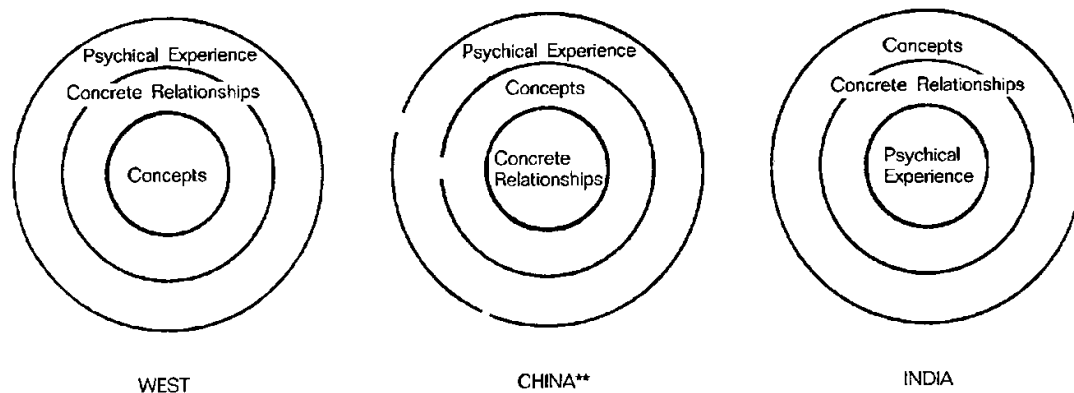 Psychical Experience
Concrete Relationships
Concepts
WEST
Psychical Experience
Concepts
Concrete
Relationships
CHINA**
Concepts
Concrete Relationships
Psychical
Experience
INDIA